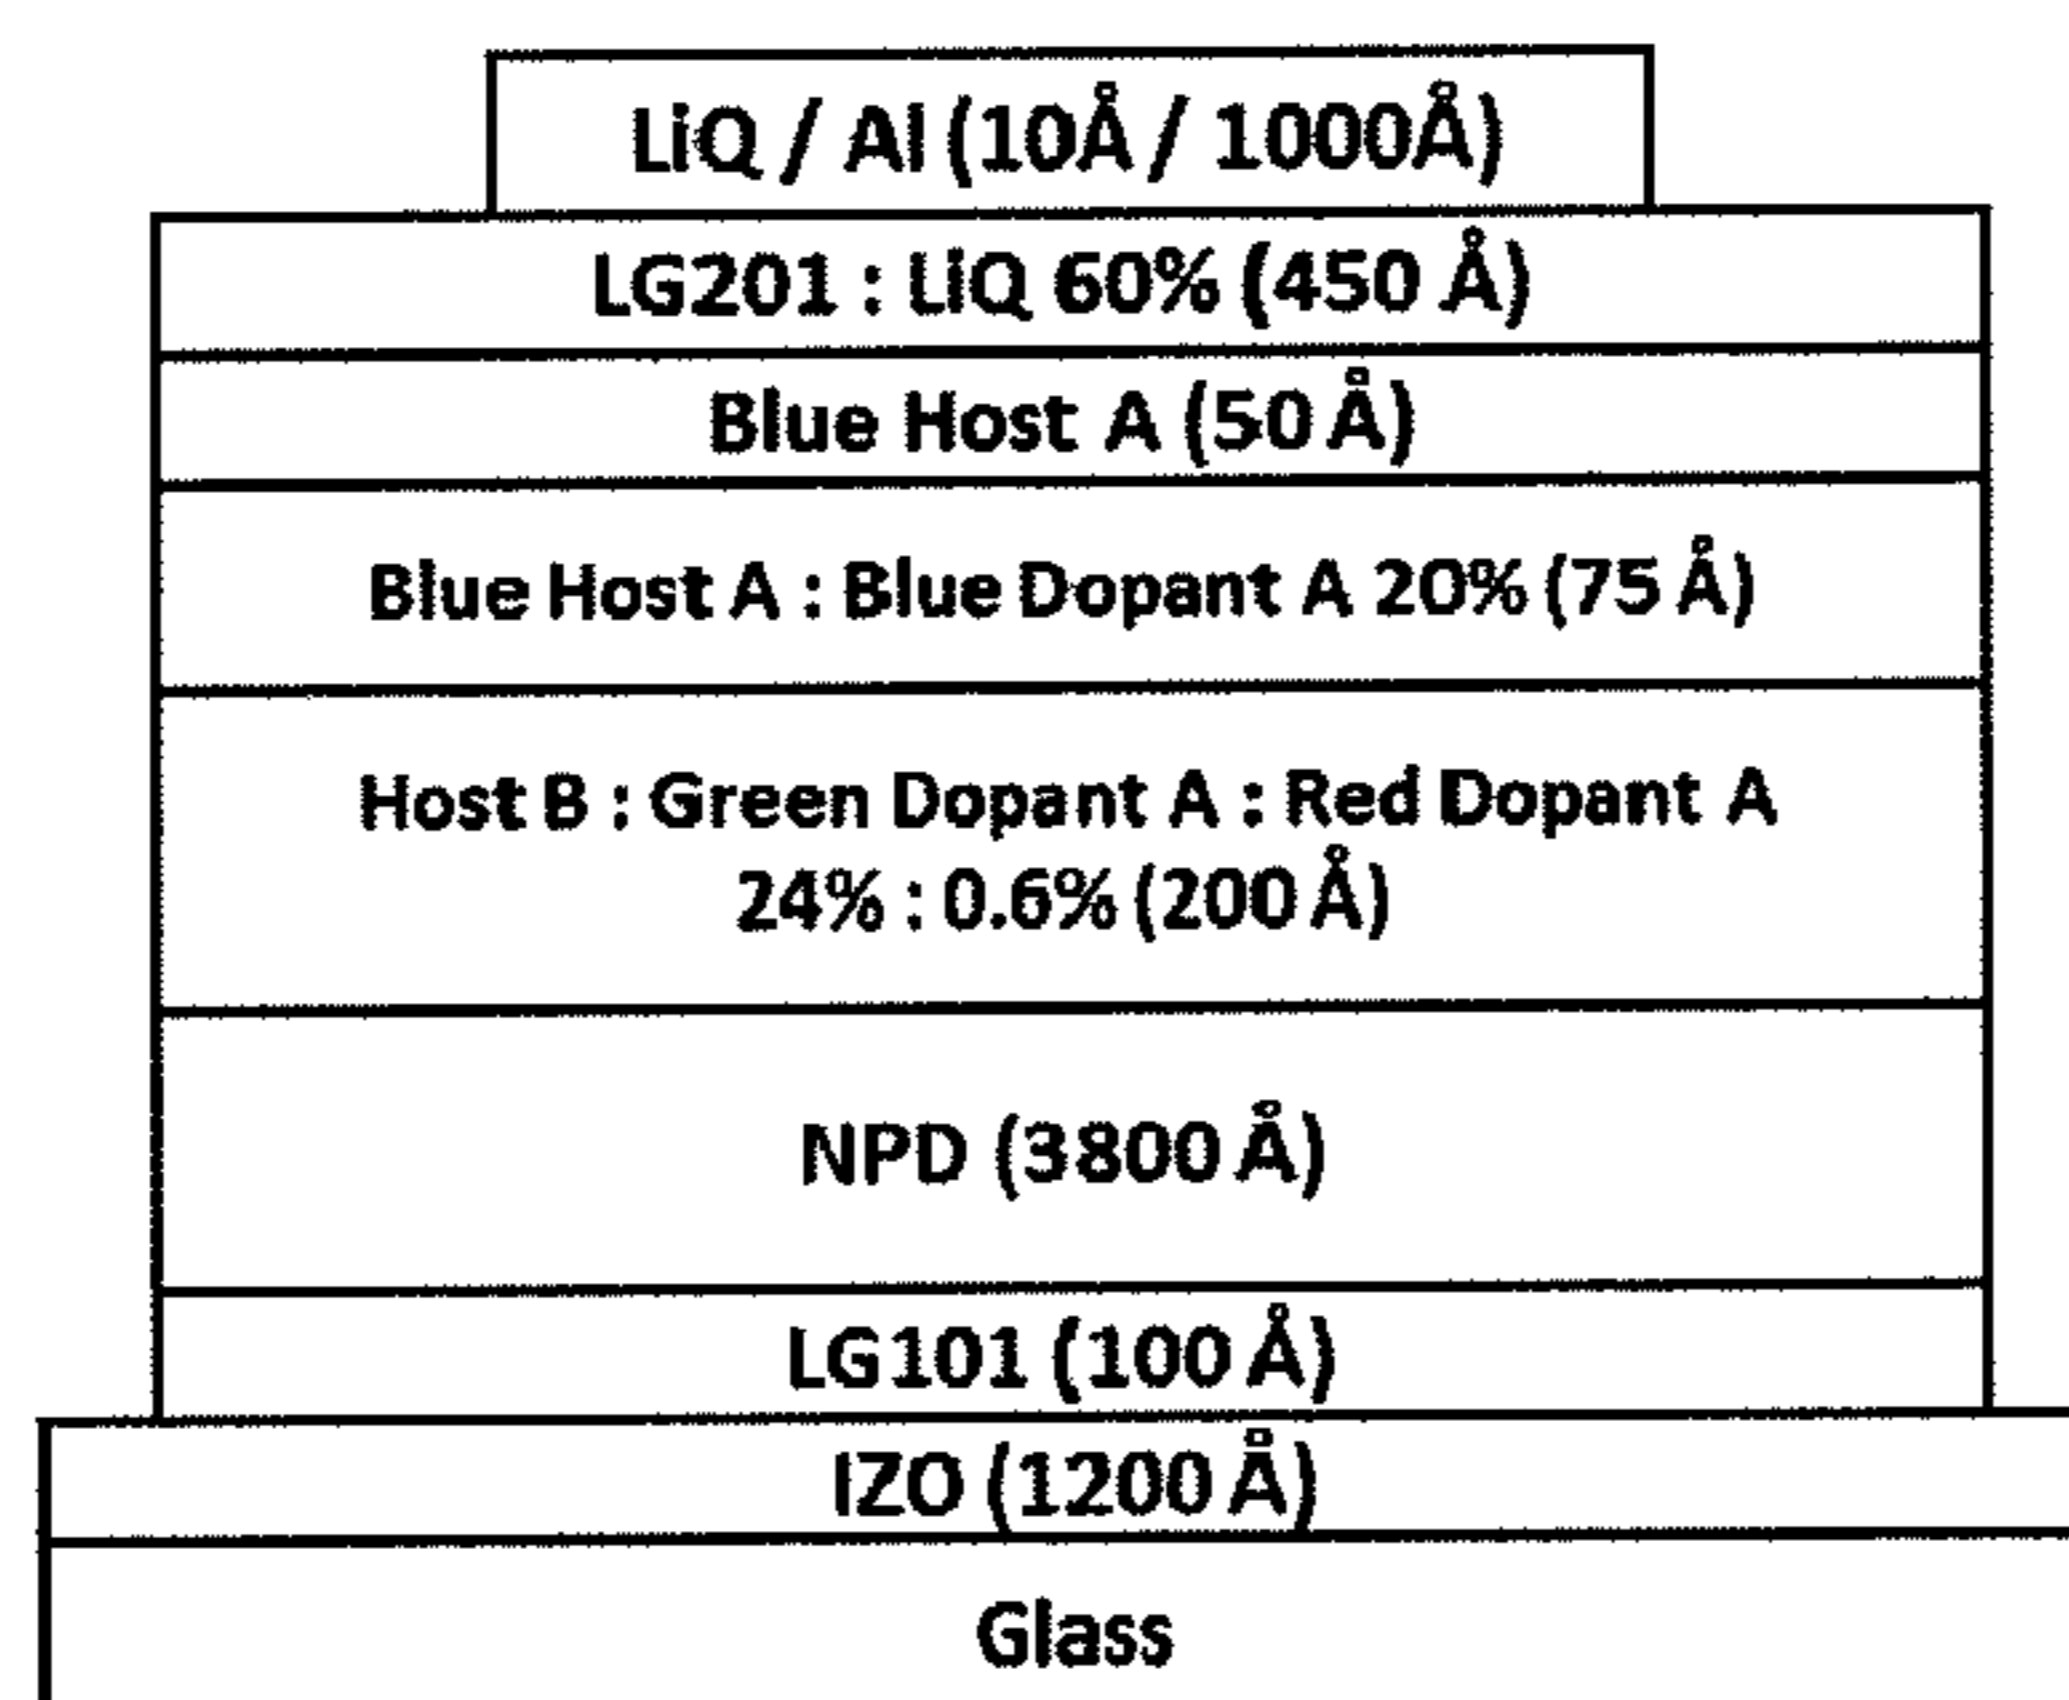 LiQ / Al (10Å / 1000Å)
LG201 : LiQ 60% (450 Å)
Blue Host A (50 Å)
Blue Host A : Blue Dopant A 20% (75 Å)
Host B : Green Dopant A : Red Dopant A
24% : 0.6% (200 Å)
NPD (3800 Å)
LG101 (100 Å)
IZO (1200 Å)
Glass